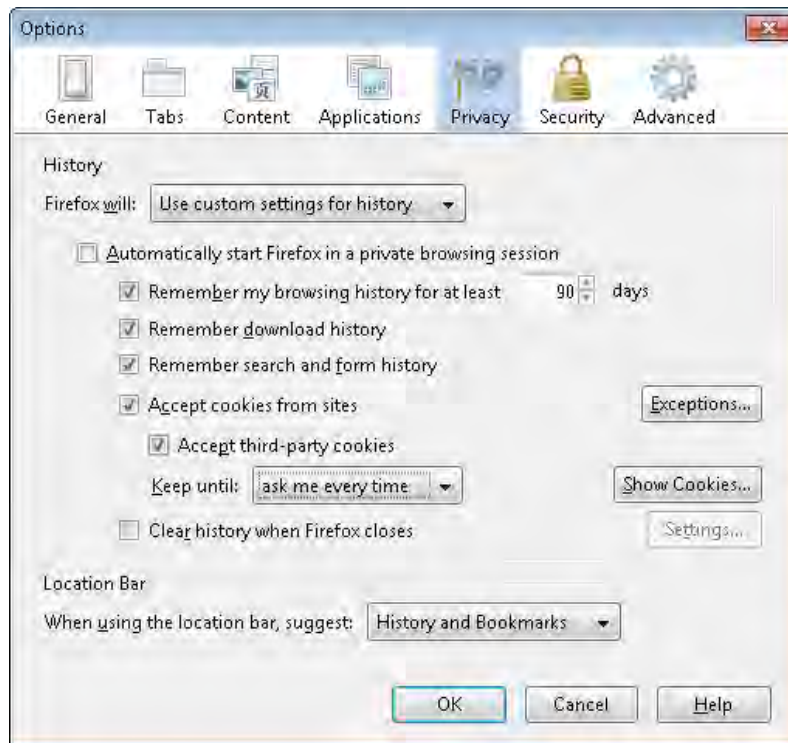 Options
General Tabs Content Applications Privacy Security Advanced
History
Firefox will: Use custom settings for history
Automatically start Firefox in a private browsing session
Remember my browsing history for at least 90 days
Remember download history
Remember search and form history
Accept cookies from sites Exceptions...
Accept third-party cookies
Keep until: ask me every time Show Cookies...
Clear history when Firefox closes Settings...
Location Bar
When using the location bar, suggest: History and Bookmarks
OK Cancel Help